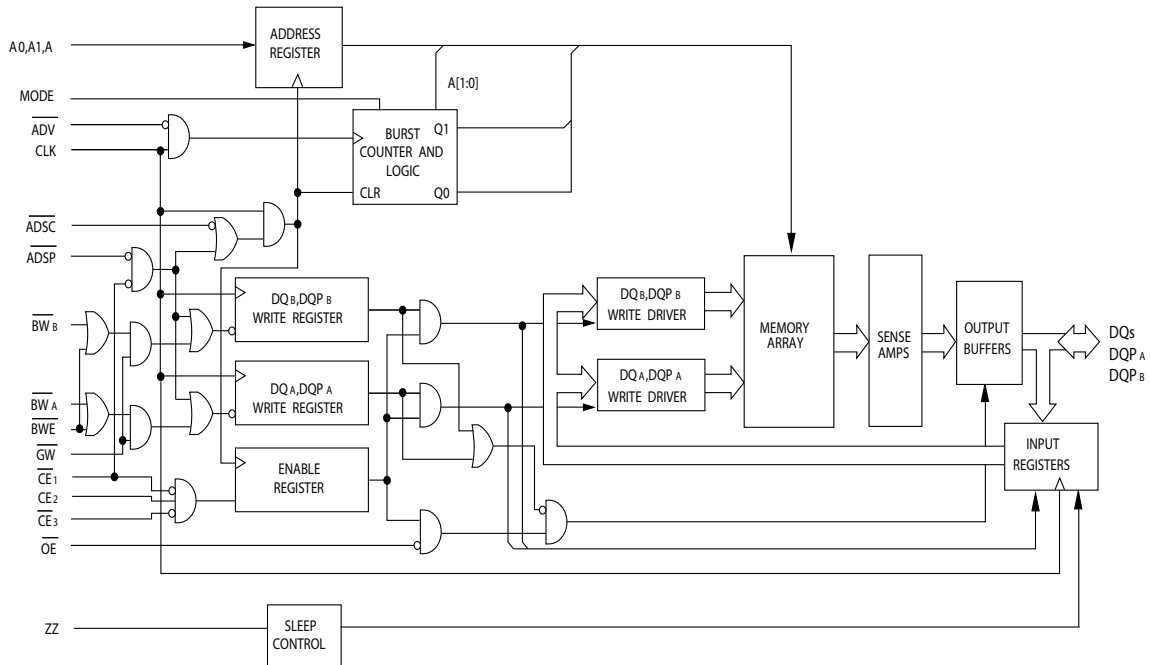 A0,A1,A
ADDRESS
REGISTER
MODE
A[1:0]
ADV
CLK
BURST
COUNTER AND
LOGIC
Q1
CLR
Q0
ADSC
ADSP
DQB,DQPB
WRITE REGISTER
DQB,DQPB
WRITE DRIVER
MEMORY
ARRAY
SENSE
AMPS
OUTPUT
BUFFERS
DQs
DQPA
DQPB
BWB
DQA,DQPA
WRITE REGISTER
DQA,DQPA
WRITE DRIVER
BWA
BWE
GW
INPUT
REGISTERS
ENABLE
REGISTER
CE1
CE2
CE3
OE
ZZ
SLEEP
CONTROL